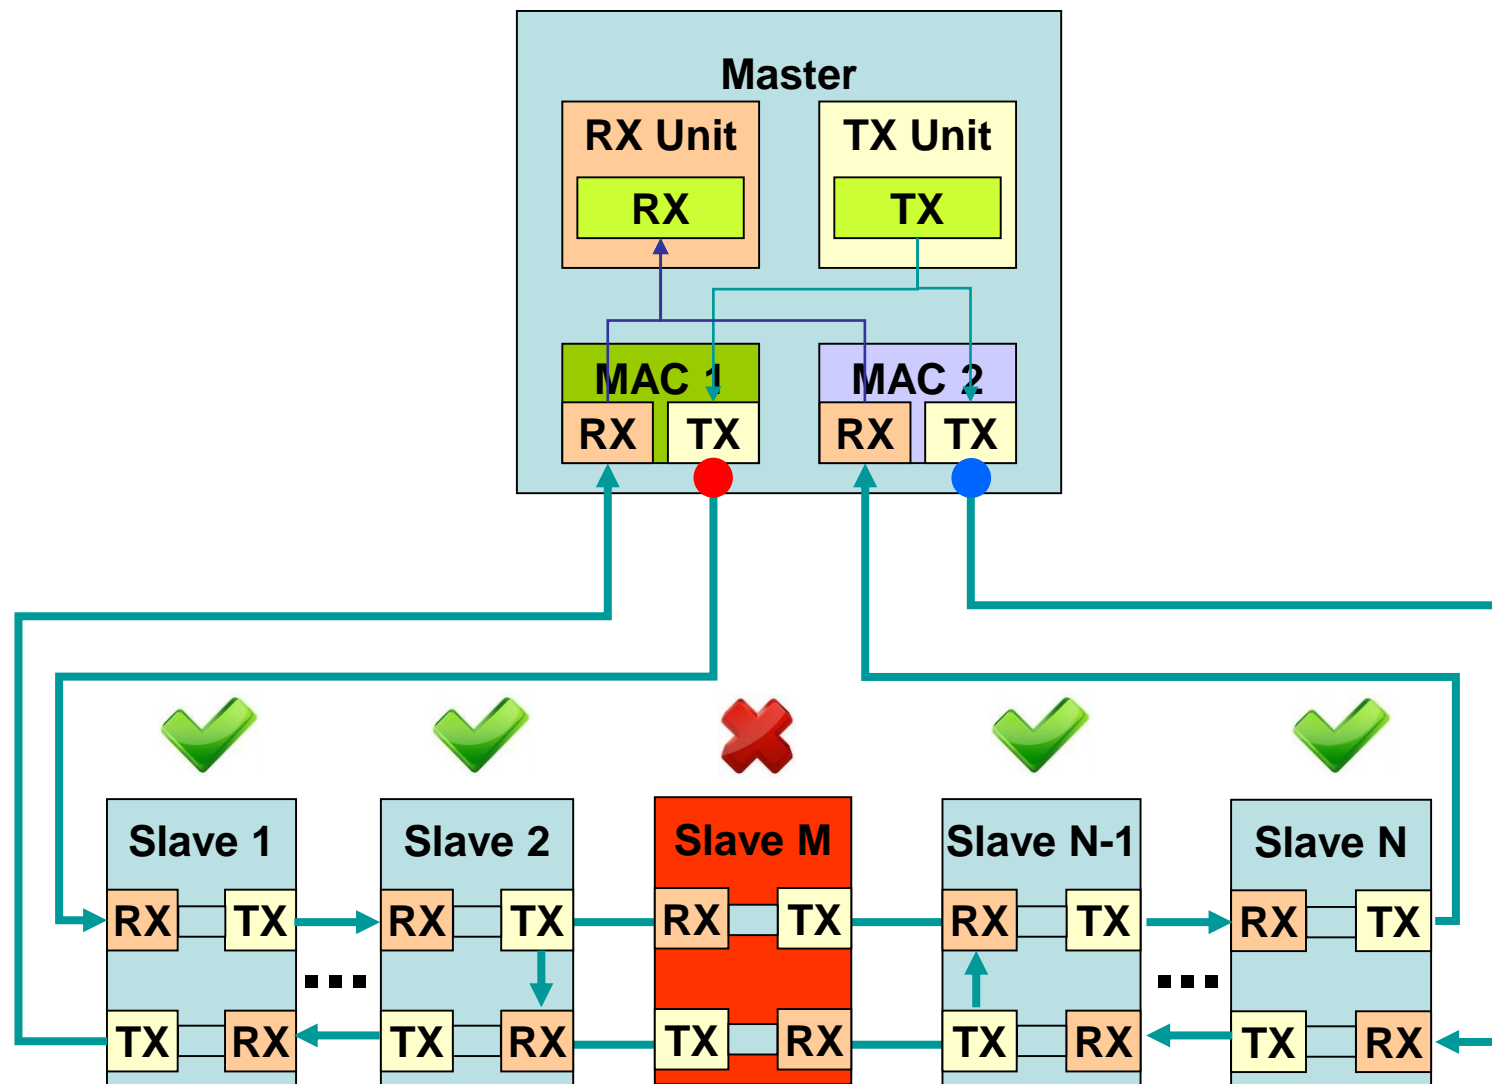 Master
RX Unit
TX Unit
RX
TX
MAC 1
MAC 2
RX
TX
RX
TX
Slave 1
Slave 2
Slave M
Slave N-1
Slave N
RX
TX
RX
TX
RX
TX
RX
TX
RX
TX
...
...
TX
RX
TX
RX
TX
RX
TX
RX
TX
RX